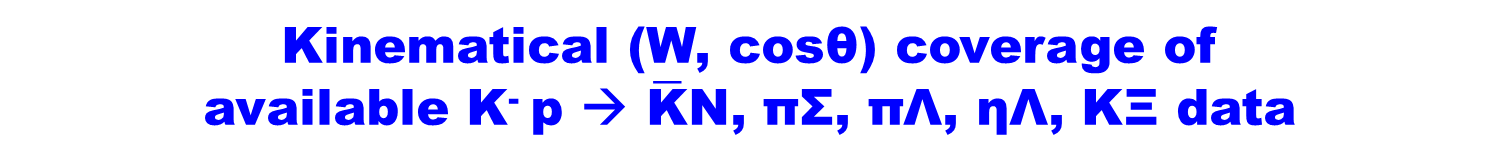 Kinematical (W, cosθ) coverage of
available K⁻ p → K̅N, πΣ, πΛ, ηΛ, KΞ data